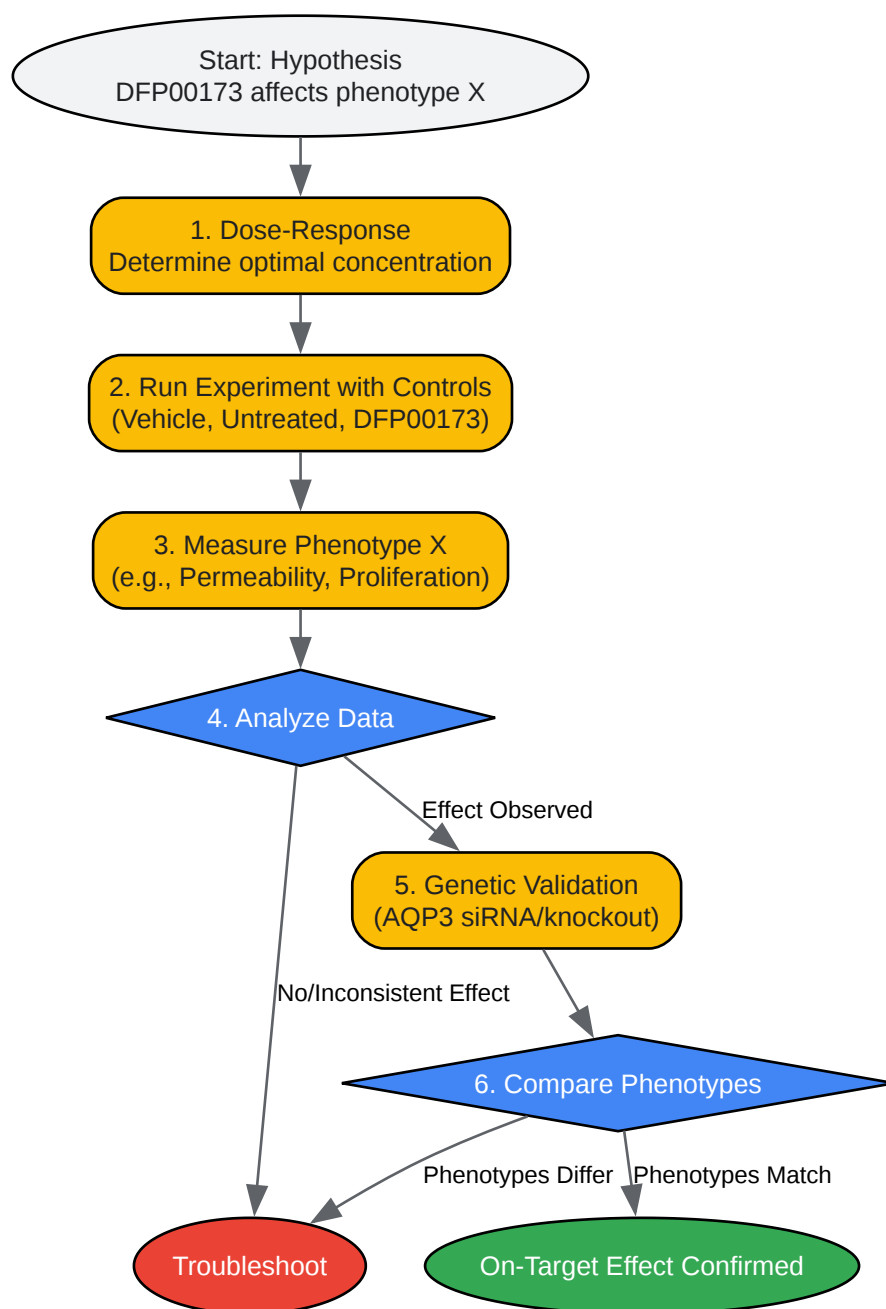 Start: Hypothesis
DFP00173 affects phenotype X
1. Dose-Response
Determine optimal concentration
2. Run Experiment with Controls
(Vehicle, Untreated, DFP00173)
3. Measure Phenotype X
(e.g., Permeability, Proliferation)
4. Analyze Data
Effect Observed
5. Genetic Validation
(AQP3 siRNA/knockout)
No/Inconsistent Effect
6. Compare Phenotypes
Phenotypes Differ
Phenotypes Match
Troubleshoot
On-Target Effect Confirmed